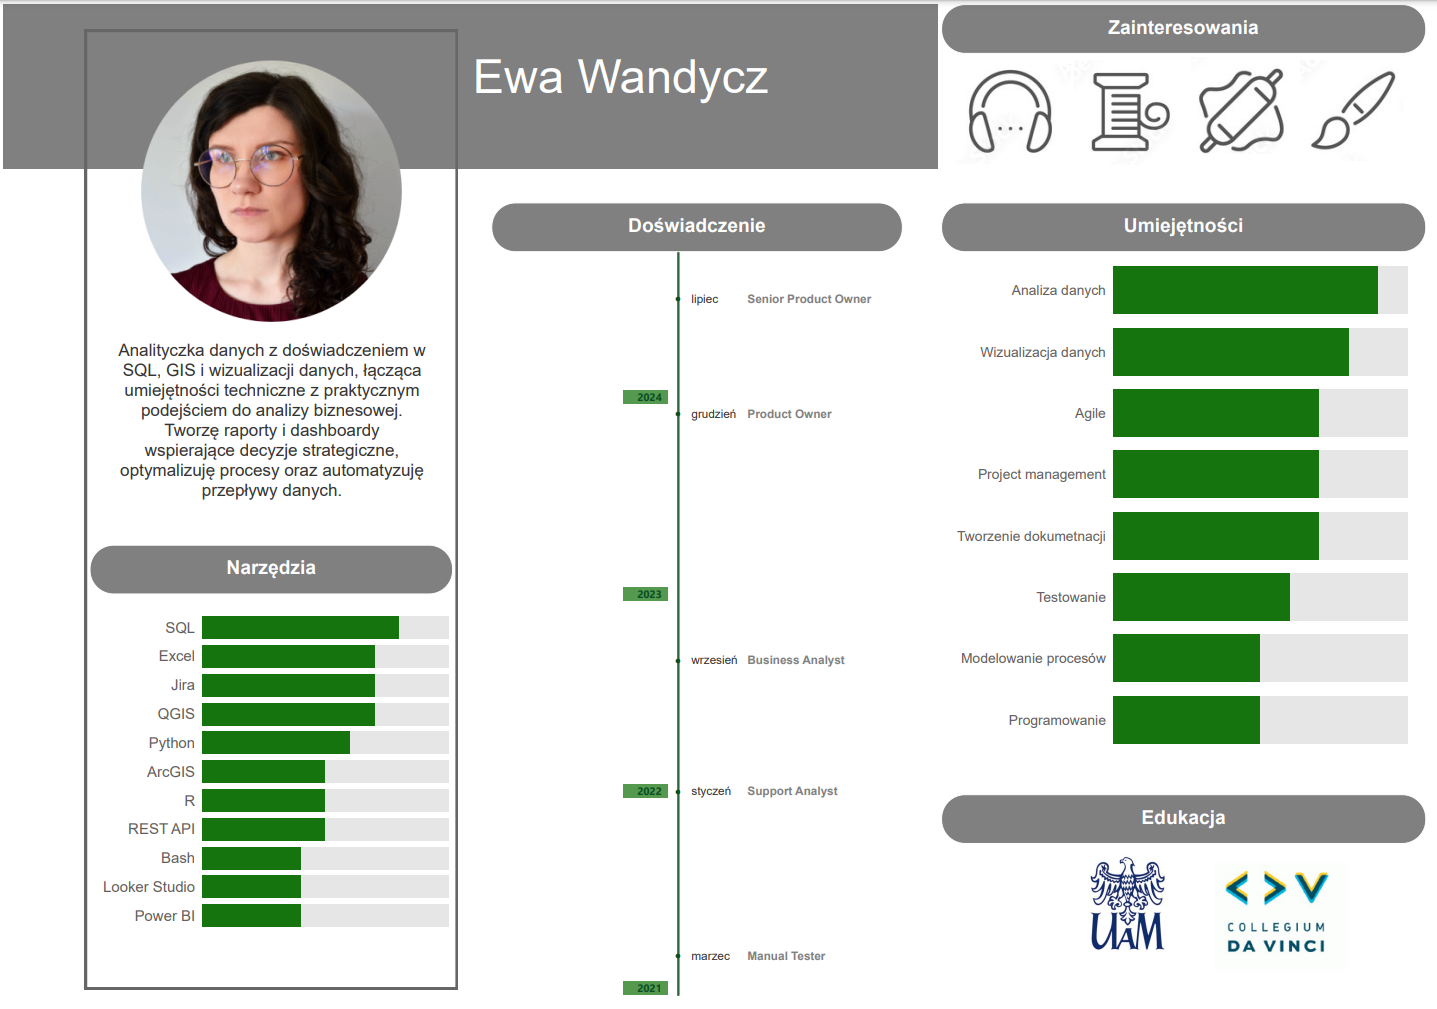 Ewa Wandycz
Analityczka danych z doświadczeniem w
SQL, GIS i wizualizacji danych, łącząca
umiejętności techniczne z praktycznym
podejściem do analizy biznesowej.
Tworzę raporty i dashboardy
wspierające decyzje strategiczne,
optymalizuję procesy oraz automatyzuję
przepływy danych.
Narzędzia
SQL
Excel
Jira
QGIS
Python
ArcGIS
R
REST API
Bash
Looker Studio
Power BI
Doświadczenie
lipiec Senior Product Owner
2024
grudzień Product Owner
2023
wrzesień Business Analyst
2022 styczeń Support Analyst
marzec Manual Tester
2021
Zainteresowania
Umiejętności
Analiza danych
Wizualizacja danych
Agile
Project management
Tworzenie dokumetnacji
Testowanie
Modelowanie procesów
Programowanie
Edukacja
UAM
COLLEGIUM
DA VINCI